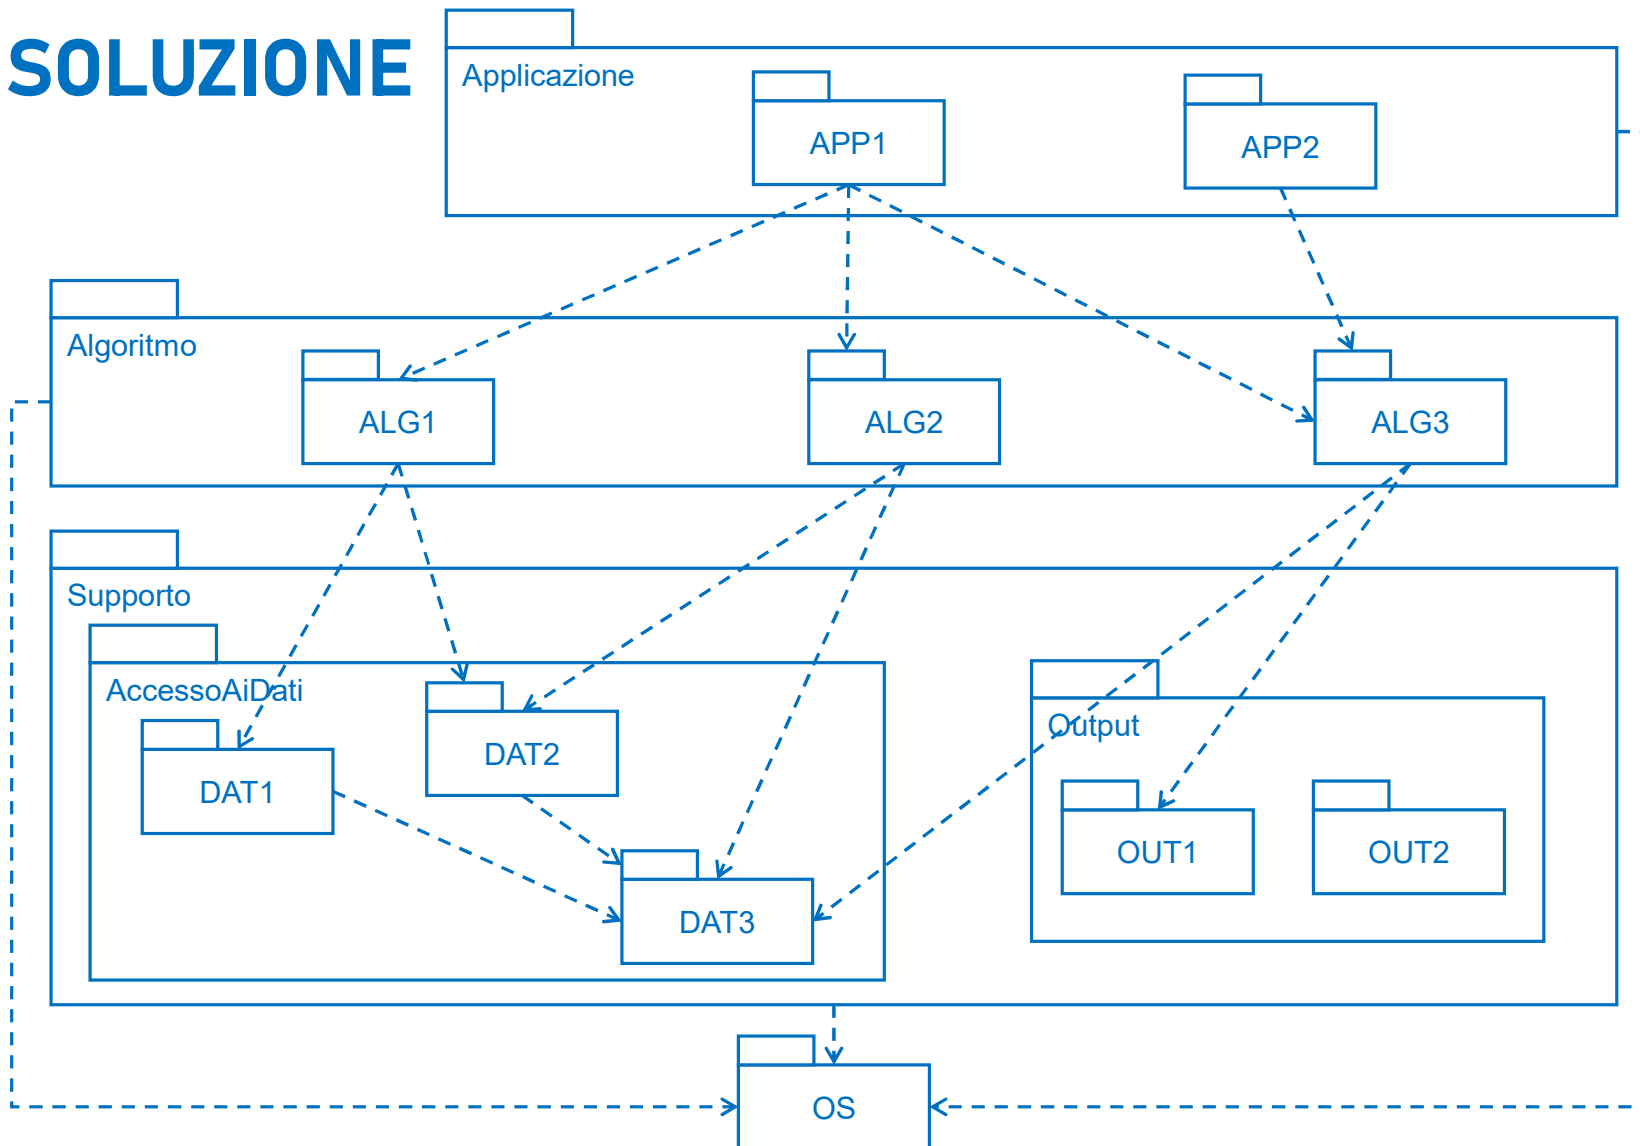 SOLUZIONE
Applicazione
APP1
APP2
Algoritmo
ALG1
ALG2
ALG3
Supporto
AccessoAiDati
Output
DAT1
DAT2
DAT3
OUT1
OUT2
OS